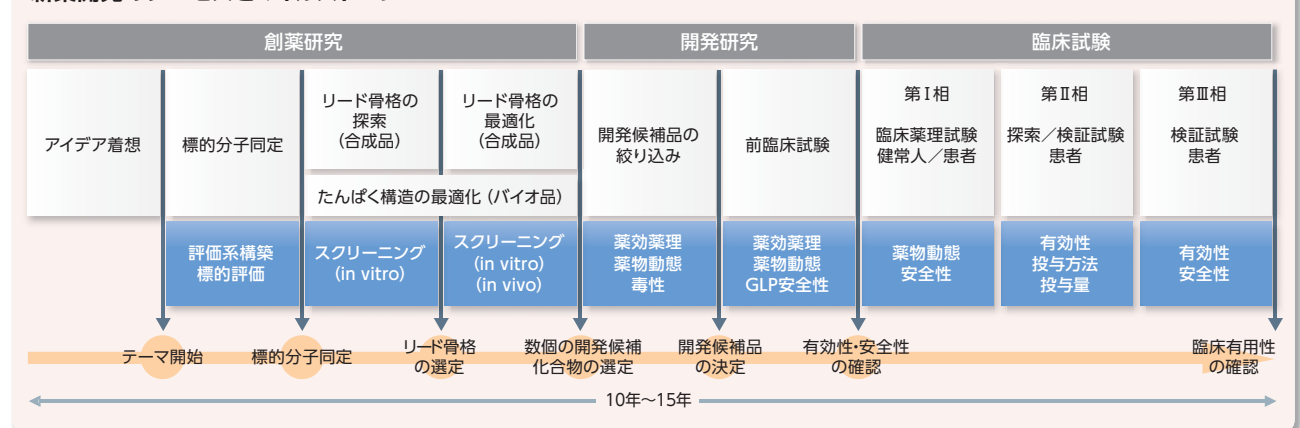 創薬研究
開発研究
臨床試験
アイデア着想
標的分子同定
リード骨格の
探索
(合成品)
リード骨格の
最適化
(合成品)
たんぱく構造の最適化(バイオ品)
開発候補品の
絞り込み
前臨床試験
第Ⅰ相
臨床薬理試験
健常人/患者
第Ⅱ相
探索/検証試験
患者
第Ⅲ相
検証試験
患者
評価系構築
標的評価
スクリーニング
(in vitro)
スクリーニング
(in vitro)
(in vivo)
薬効薬理
薬物動態
毒性
薬効薬理
薬物動態
GLP安全性
薬物動態
安全性
有効性
投与方法
投与量
有効性
安全性
テーマ開始
標的分子同定
リード骨格
の選定
数個の開発候補
化合物の選定
開発候補品
の決定
有効性・安全性
の確認
臨床有用性
の確認
10年〜15年